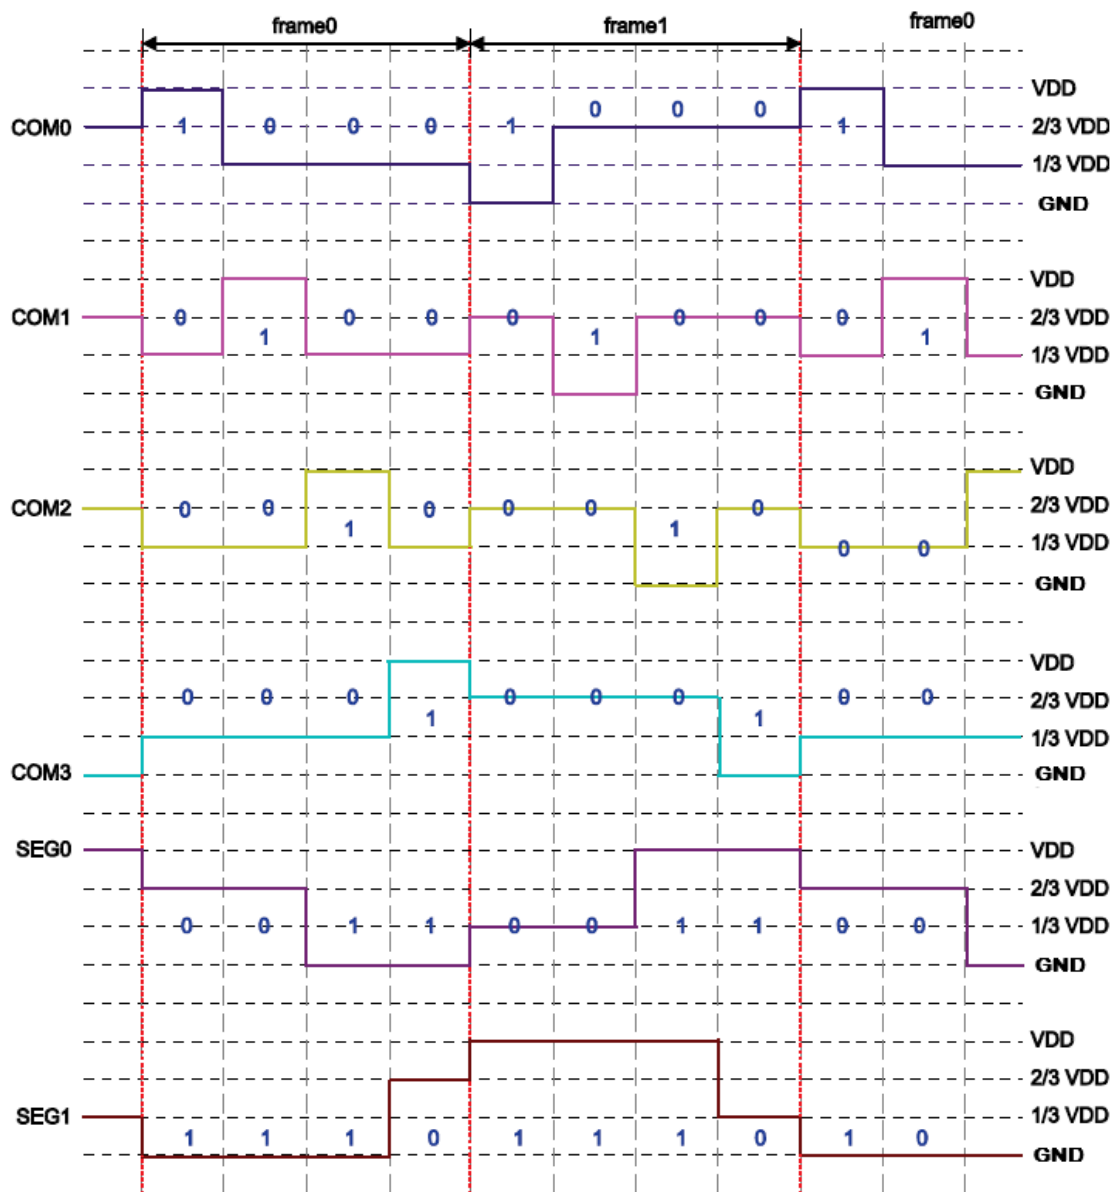 frame0 frame1 frame0
VDD
COM0 1 0 0 0 1 0 0 0 1 2/3 VDD
1/3 VDD
GND
VDD
COM1 0 1 0 0 0 1 0 0 0 1 2/3 VDD
1/3 VDD
GND
VDD
COM2 0 0 1 0 0 0 1 0 2/3 VDD
0 0 1/3 VDD
GND
VDD
0 0 0 1 0 0 0 1 0 0 2/3 VDD
1/3 VDD
COM3 GND
SEG0 VDD
2/3 VDD
0 0 1 1 0 0 1 1 0 0 1/3 VDD
GND
VDD
2/3 VDD
SEG1 1/3 VDD
1 1 1 0 1 1 1 0 1 0 GND